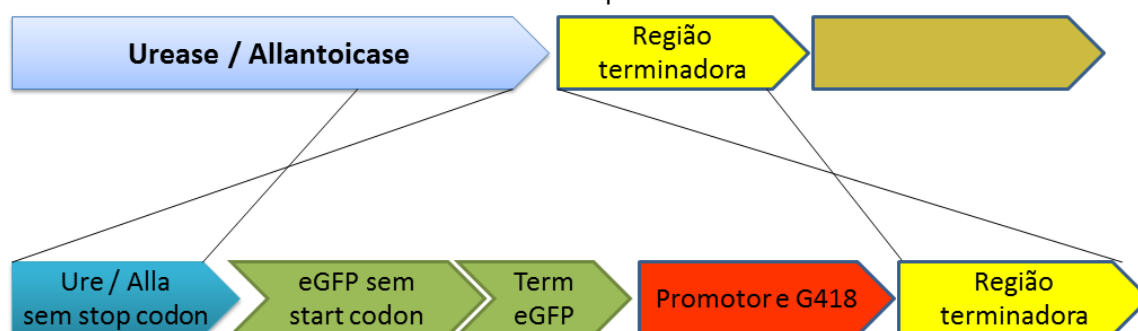 Urease / Allantoicase
Região
terminadora
Ure / Alla
sem stop codon
eGFP sem
start codon
Term
eGFP
Promotor e G418
Região
terminadora